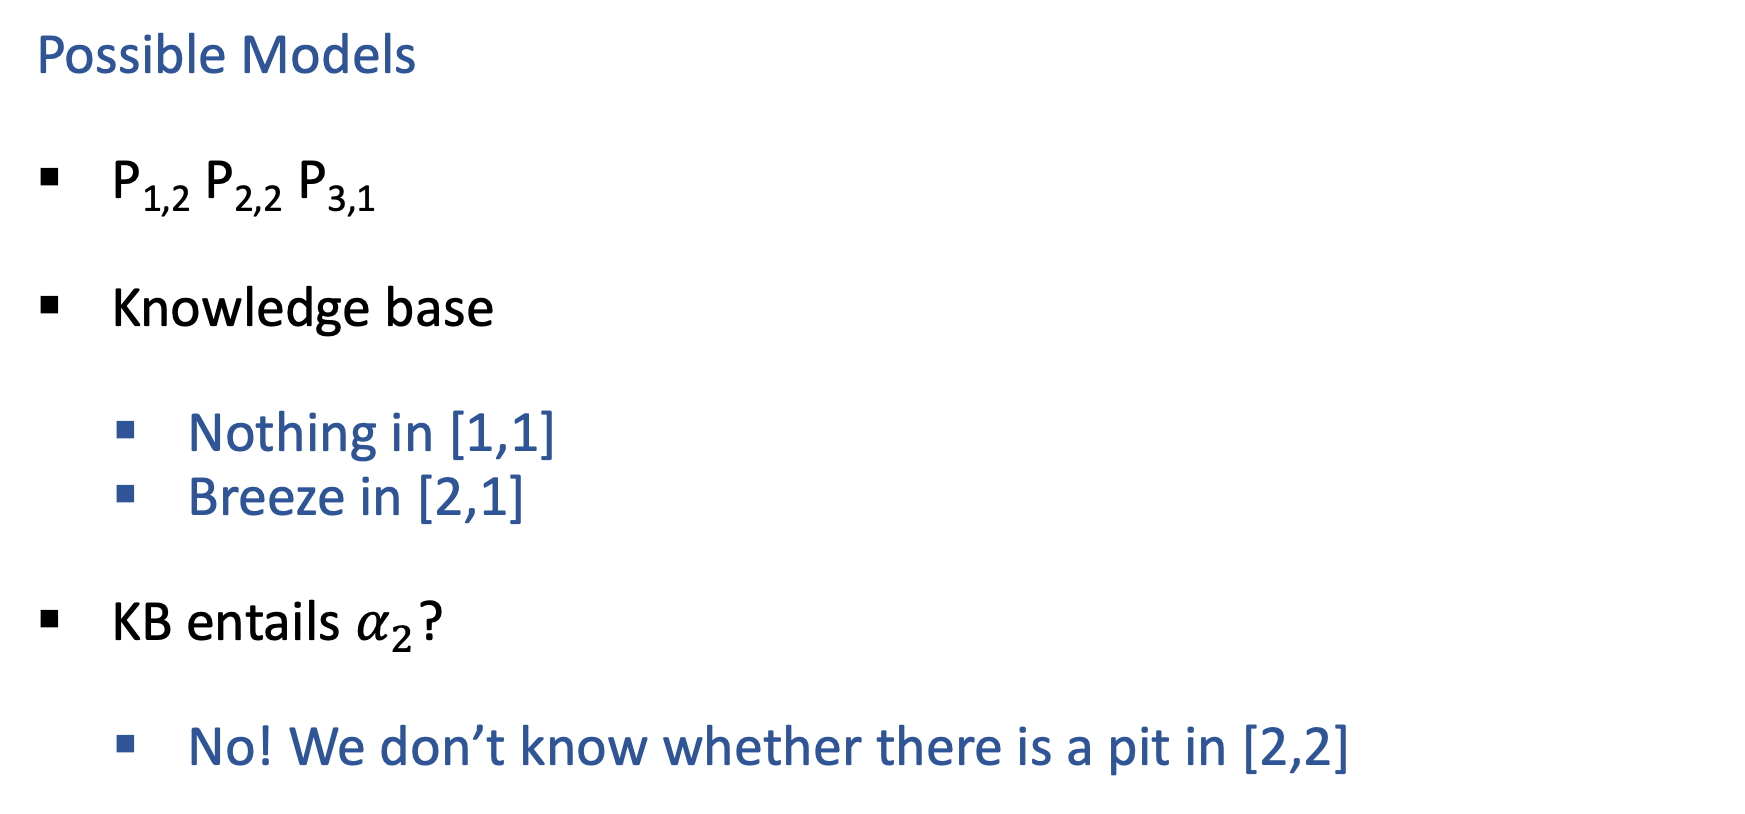 Possible Models
▪ P₁,₂ P₂,₂ P₃,₁
▪ Knowledge base
▪ Nothing in [1,1]
▪ Breeze in [2,1]
▪ KB entails α₂?
▪ No! We don’t know whether there is a pit in [2,2]